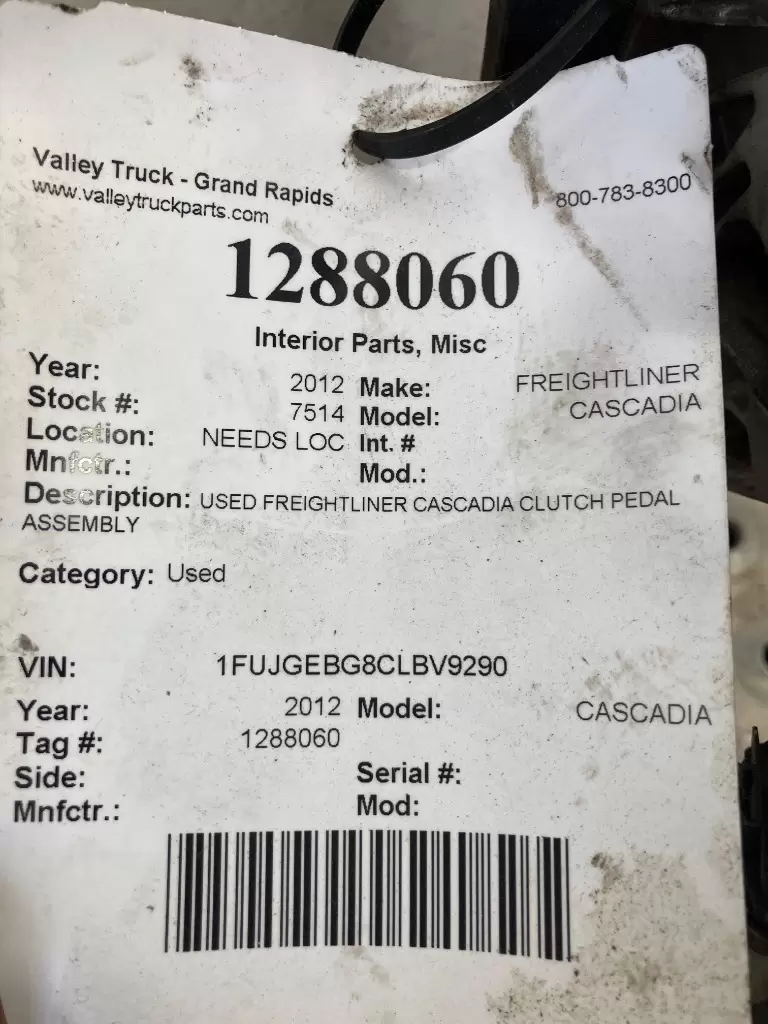 Valley Truck - Grand Rapids
www.valleytruckparts.com
800-783-8300
1288060
Interior Parts, Misc
Year: 2012 Make: FREIGHTLINER
Stock #: 7514 Model: CASCADIA
Location: NEEDS LOC Int. #
Mnfctr.: Mod.:
Description: USED FREIGHTLINER CASCADIA CLUTCH PEDAL
ASSEMBLY
Category: Used
VIN: 1FUJGEBG8CLBV9290
Year: 2012 Model: CASCADIA
Tag #: 1288060
Side: Serial #:
Mnfctr.: Mod: